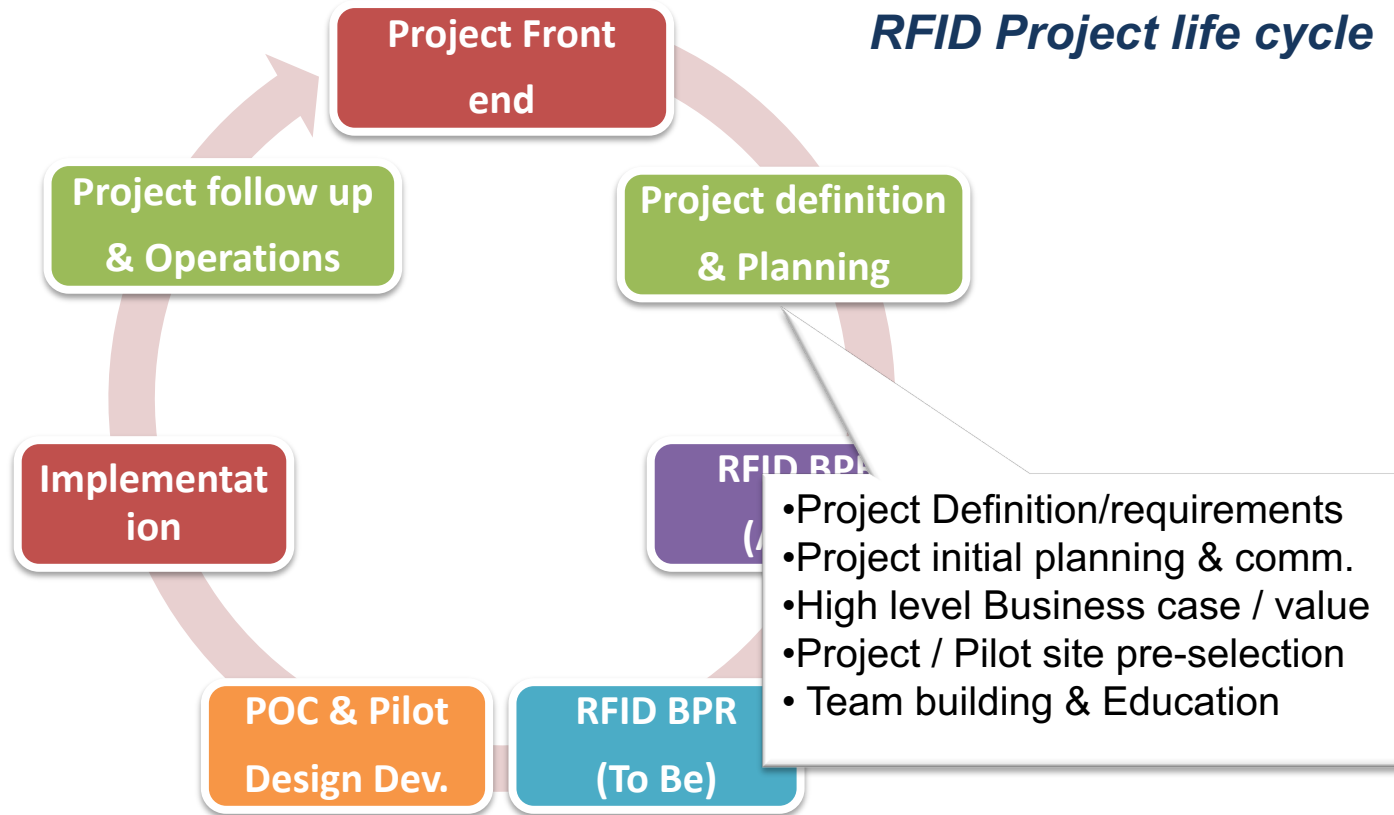 RFID Project life cycle
Project Front
end
Project definition
& Planning
RFID
•Project Definition/requirements
•Project initial planning & comm.
•High level Business case / value
•Project / Pilot site pre-selection
• Team building & Education
RFID BPR
(To Be)
POC & Pilot
Design Dev.
Implementat
ion
Project follow up
& Operations